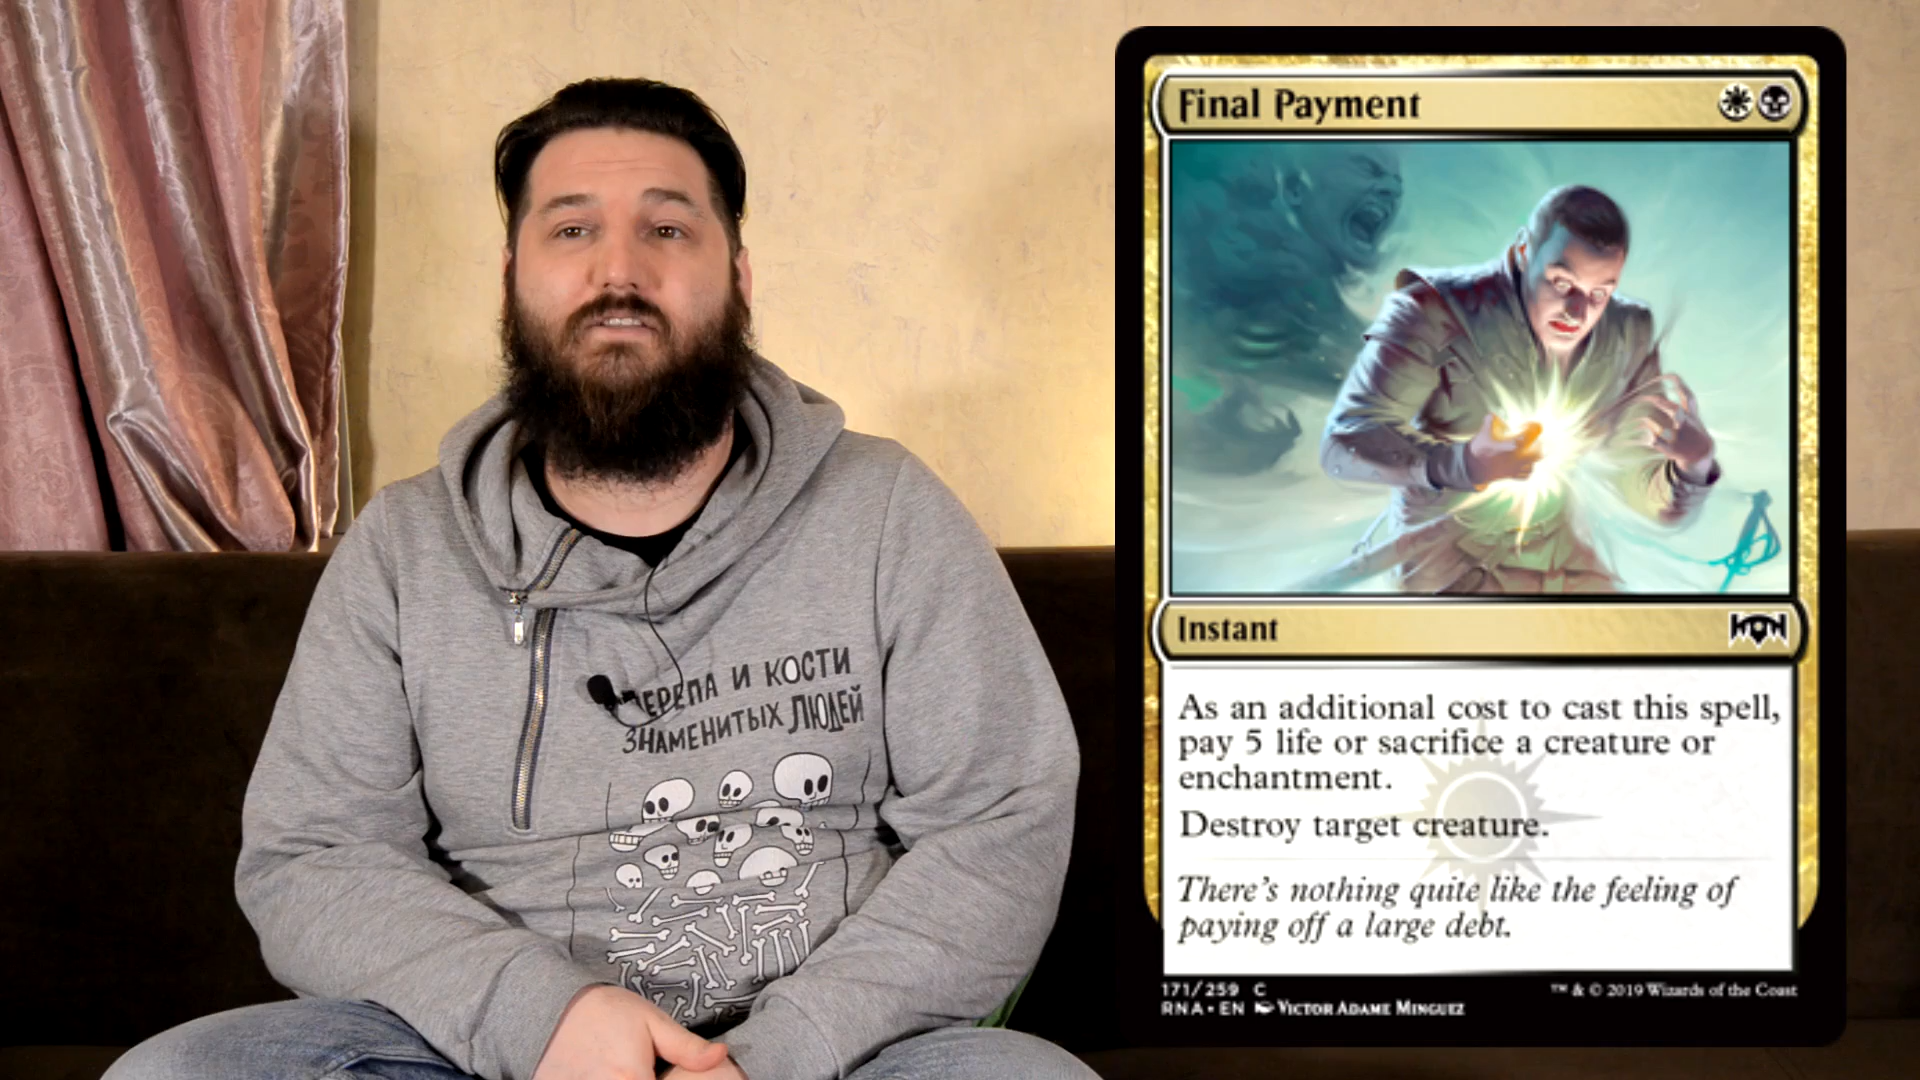 ЧЕРЕПА И КОСТИ
ЗНАМЕНИТЫХ ЛЮДЕЙ
Final Payment
Instant
As an additional cost to cast this spell,
pay 5 life or sacrifice a creature or
enchantment.
Destroy target creature.
There's nothing quite like the feeling of
paying off a large debt.
171/259 C
RNA • EN VICTOR ADAME MINGUEZ
™ & © 2019 Wizards of the Coast